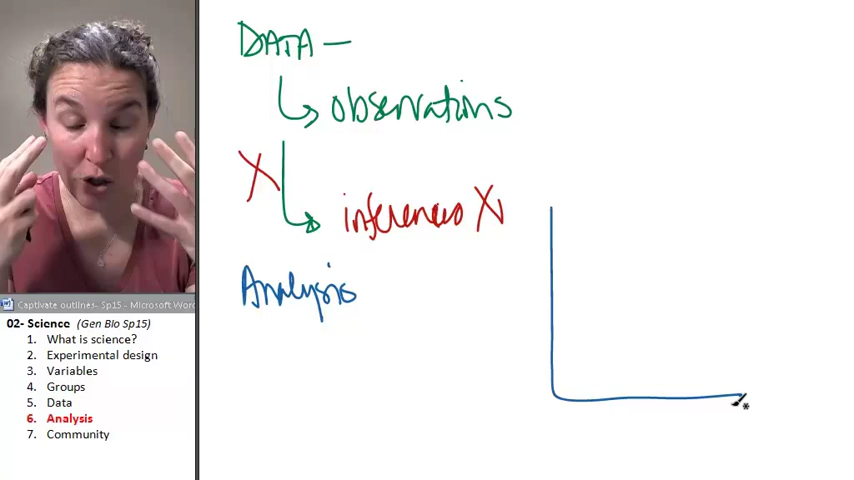 DATA —
observations
X
inferences X
Analysis
Captivate outlines- Sp15 - Microsoft Word
02- Science (Gen Bio Sp15)
1. What is science?
2. Experimental design
3. Variables
4. Groups
5. Data
6. Analysis
7. Community